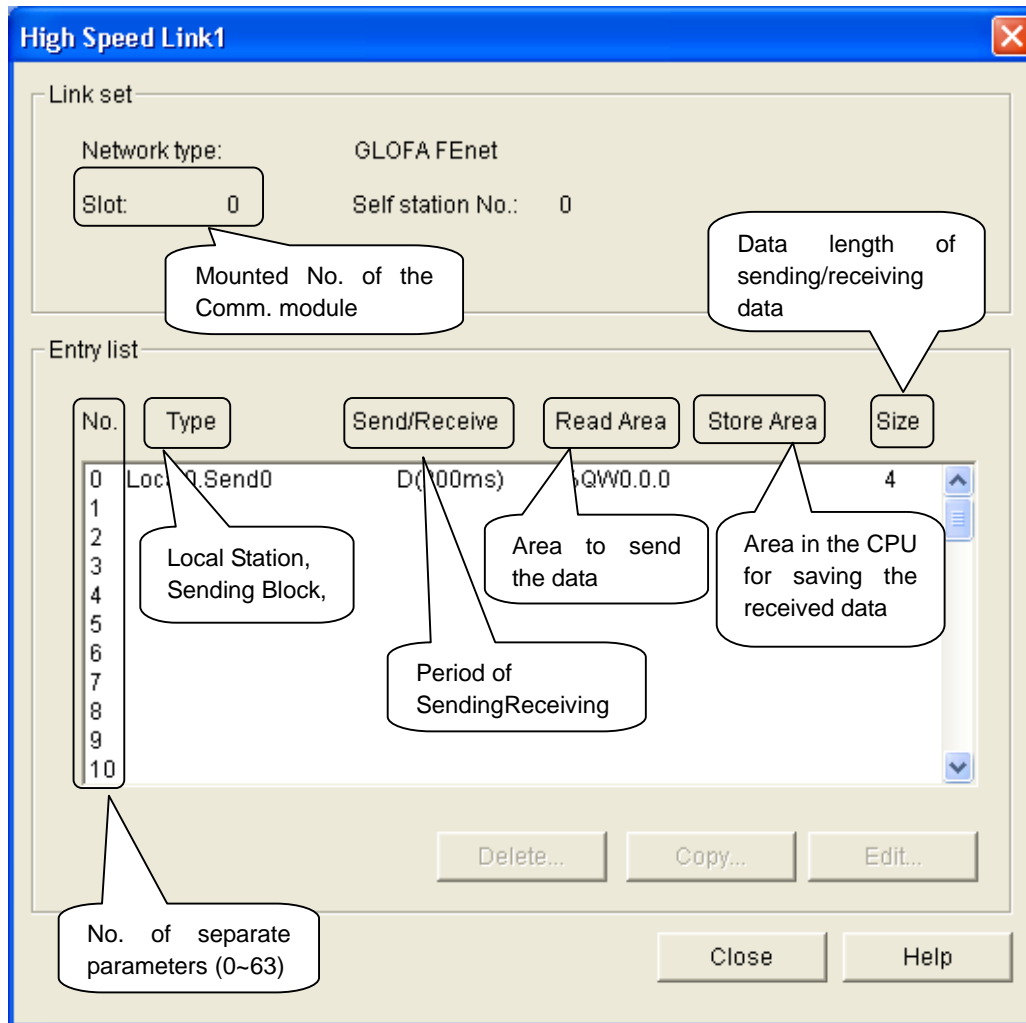 High Speed Link1
Link set
Network type: GLOFA FEnet
Slot: 0 Self station No.: 0
Mounted No. of the
Comm. module
Data length of
sending/receiving
data
Entry list
No. Type Send/Receive Read Area Store Area Size
0 .Send0 QW0.0.0 4
1
2
3
4
5
6
7
8
9
10
Local Station,
Sending Block,
Area to send
the data
Area in the CPU
for saving the
received data
Period of
SendingReceiving
Delete... Copy... Edit...
No. of separate
parameters (0~63)
Close Help